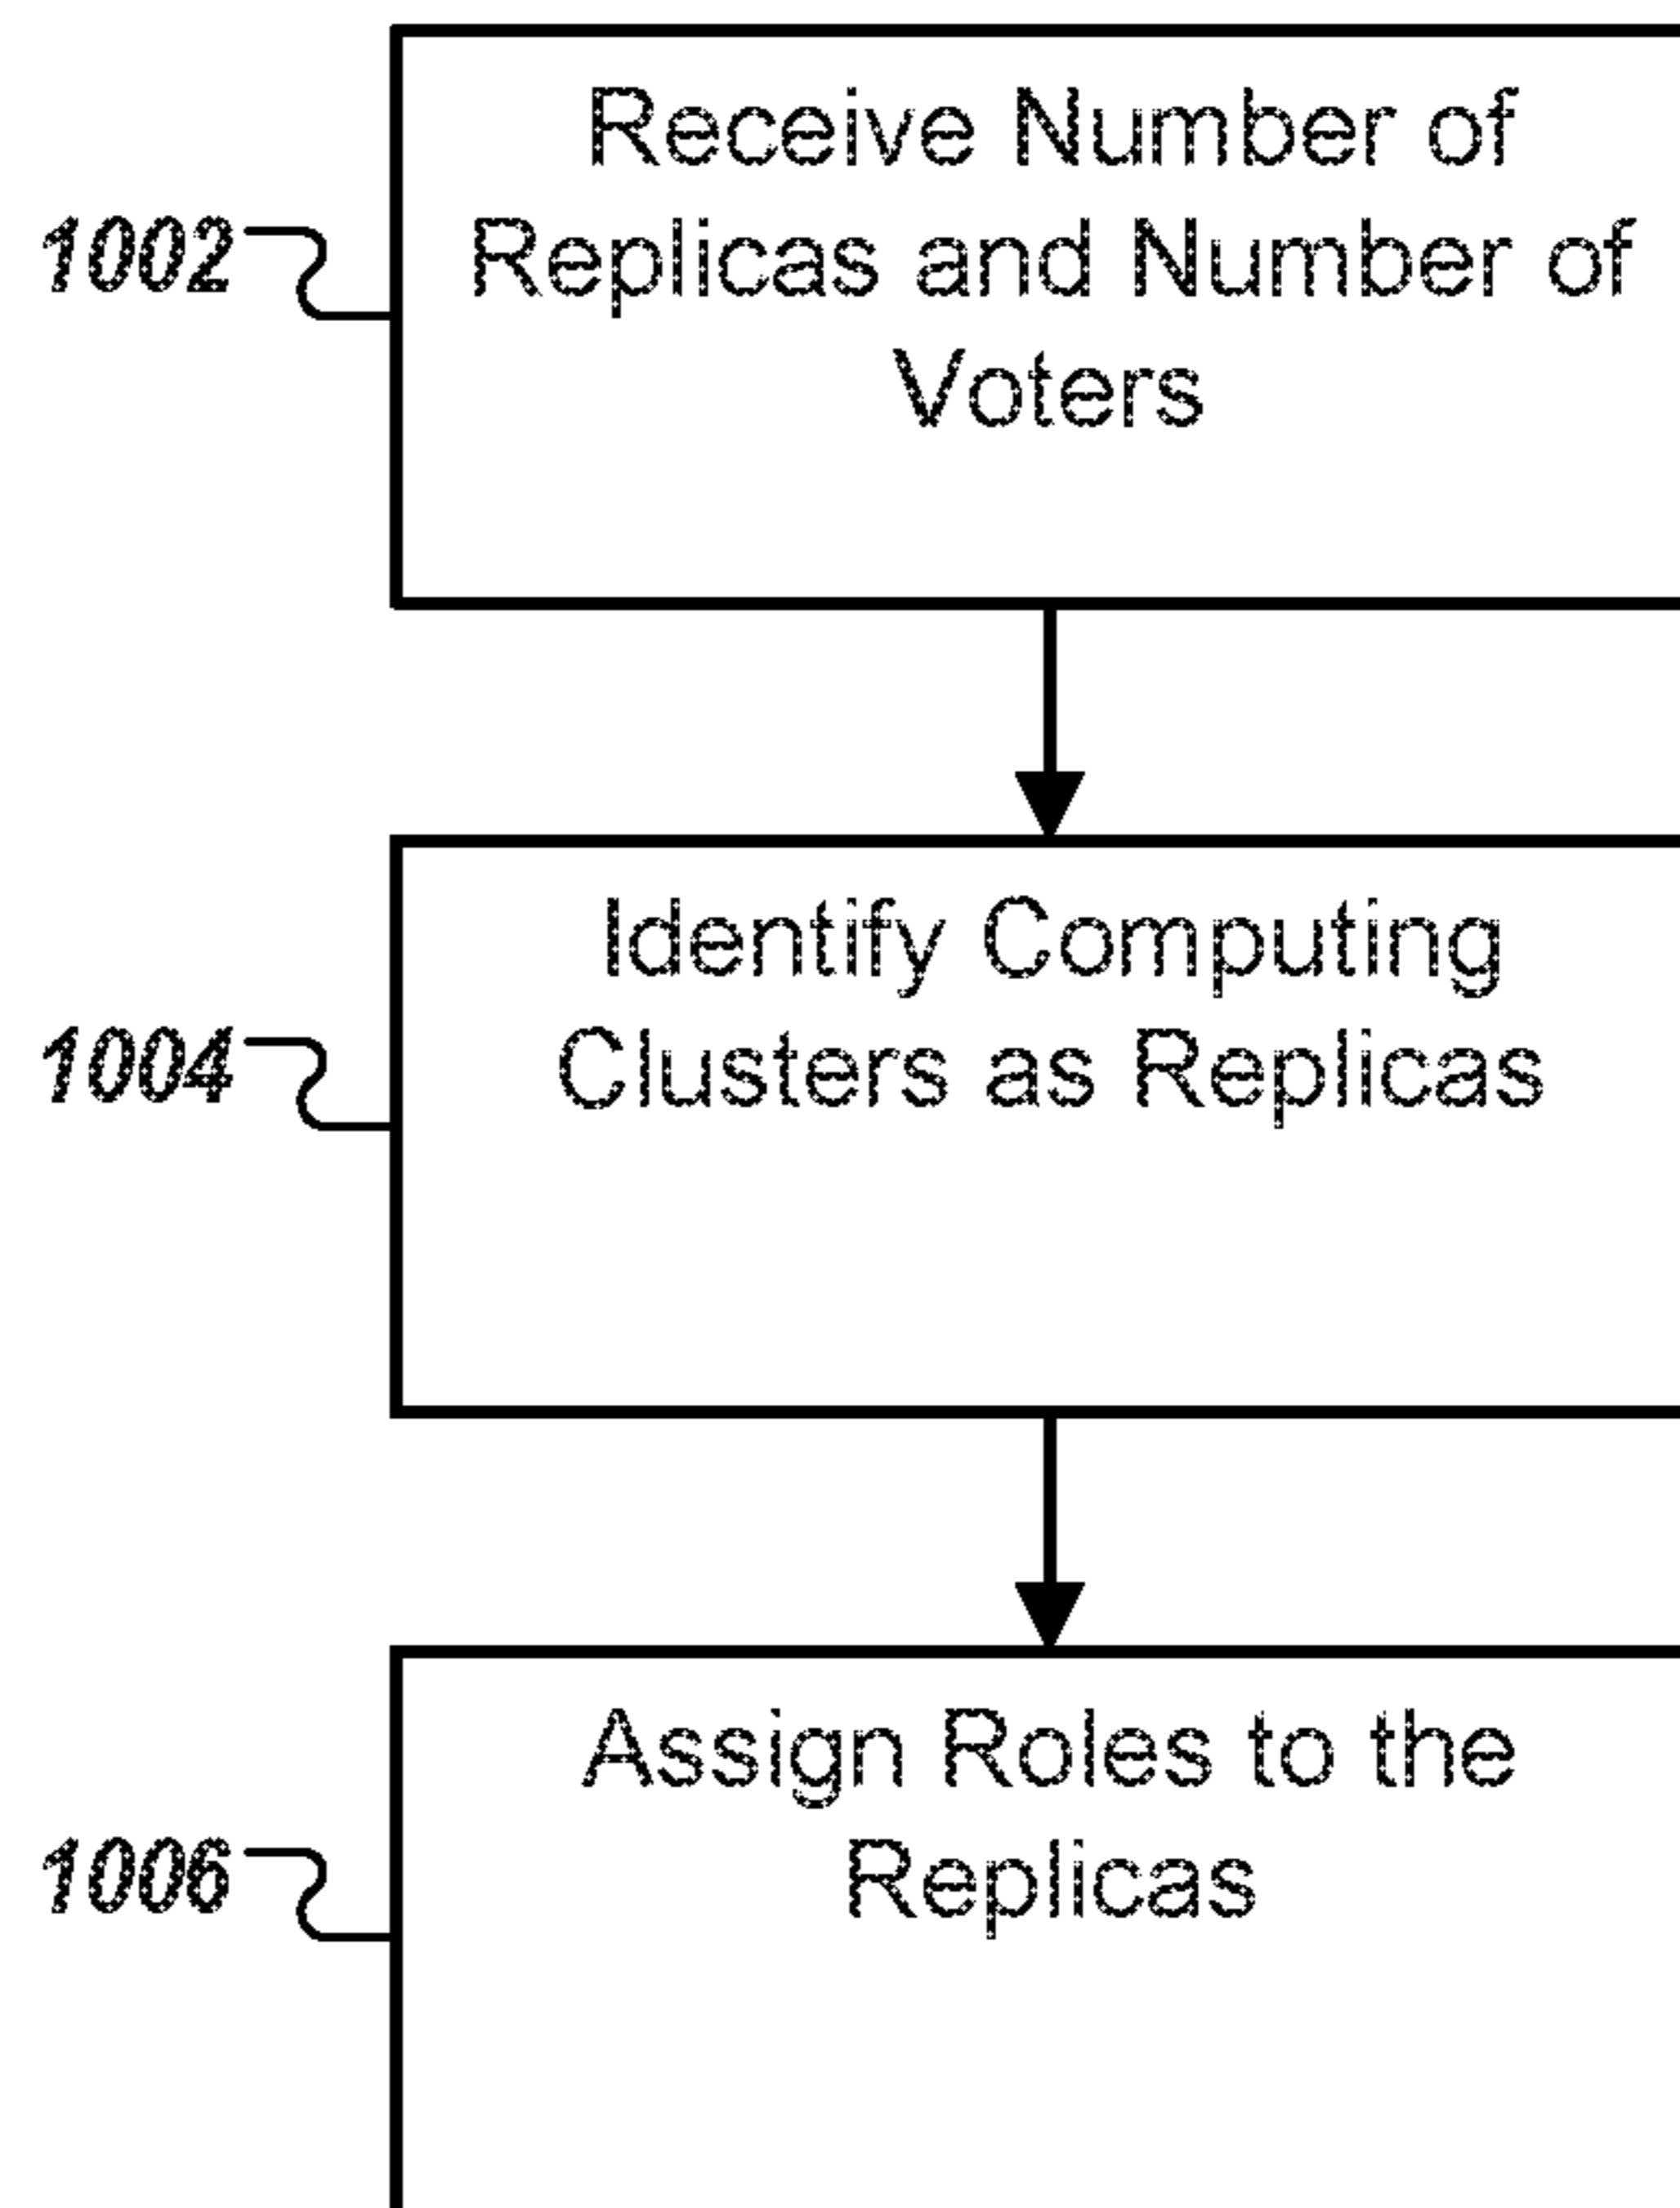 Receive Number of
1002
Replicas and Number of
Voters
Identify Computing
1004
Clusters as Replicas
Assign Roles to the
1006
Replicas